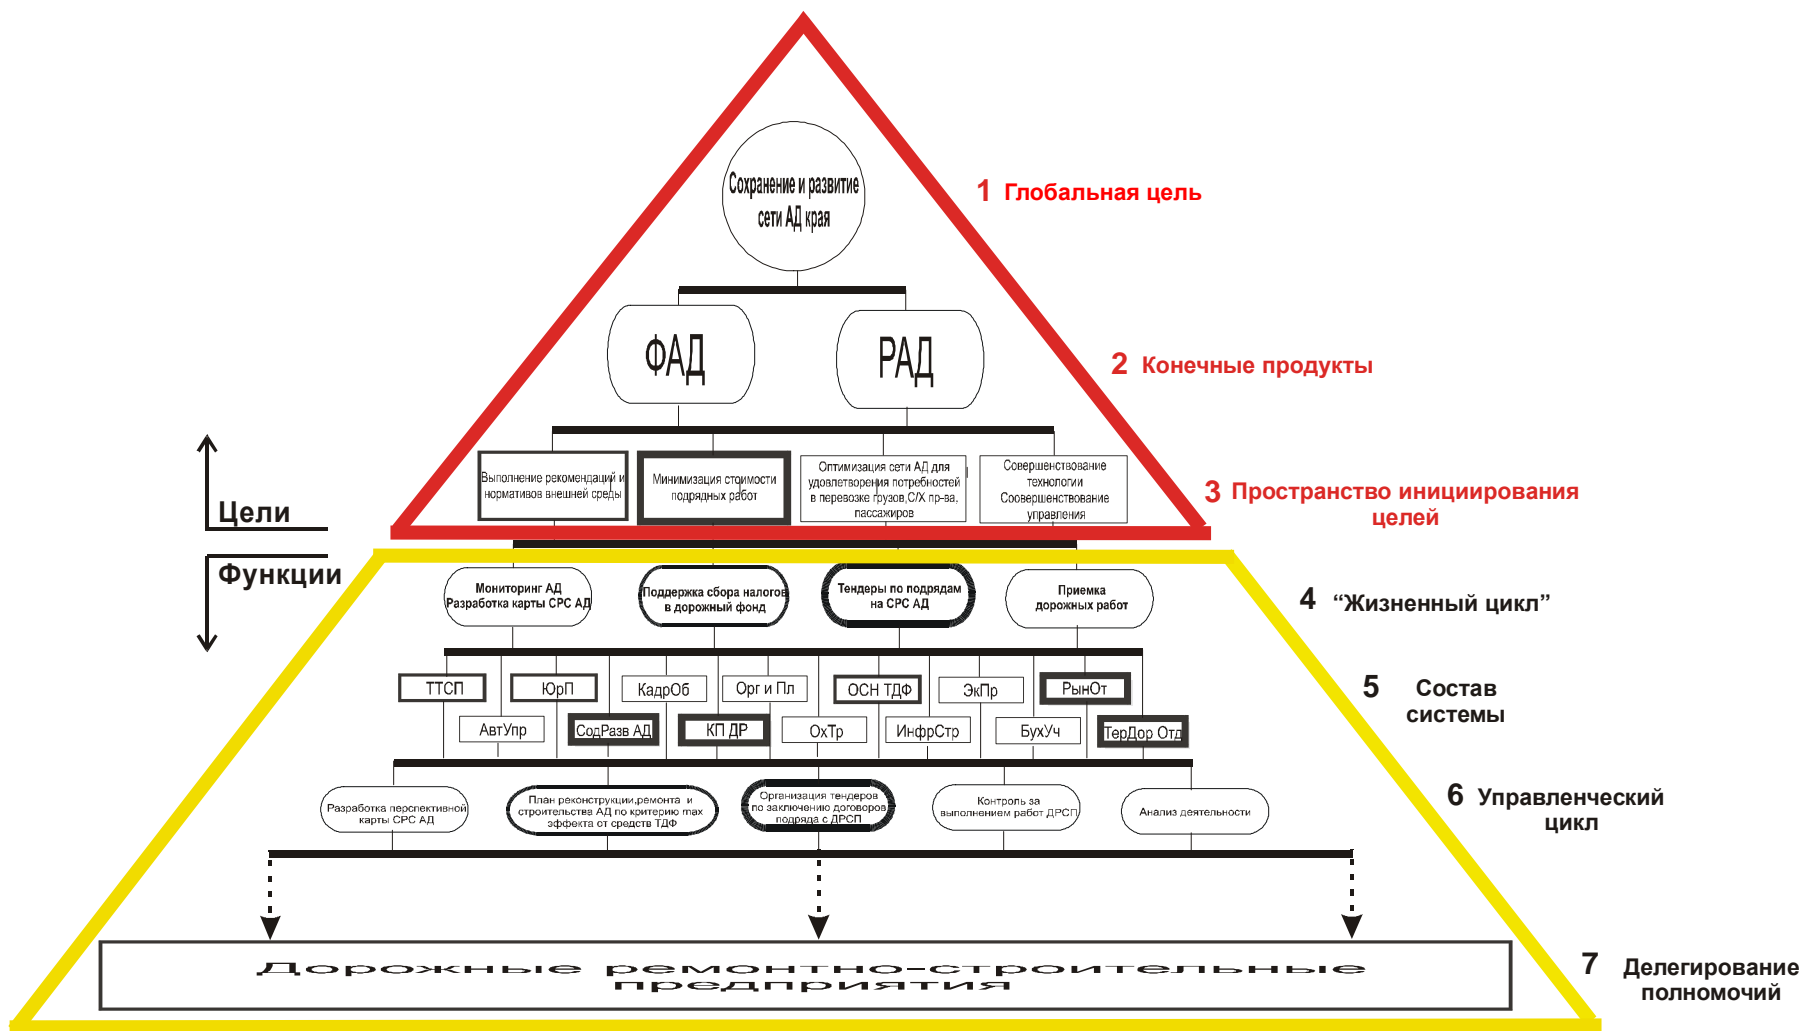 Сохранение и развитие
сети АД края
1 Глобальная цель
ФАД
РАД
2 Конечные продукты
Выполнение рекомендаций и
нормативов внешней среды
Минимизация стоимости
подрядных работ
Оптимизация сети АД для
удовлетворения потребностей
в перевозке грузов,С/Х пр-ва,
пассажиров
Совершенствование
технологии
Соовершенствование
управления
3 Пространство инициирования
целей
Цели
Функции
Мониторинг АД
Разработка карты СРС АД
Поддержка сбора налогов
в дорожный фонд
Тендеры по подрядам
на СРС АД
Приемка
дорожных работ
4 “Жизненный цикл”
ТТСП
ЮрП
КадрОб
Орг и Пл
ОСН ТДФ
ЭкПр
РынОт
АвтУпр
СодРазв АД
КП ДР
ОхТр
ИнфрСтр
БухУч
ТерДор Отд
5 Состав
системы
Разработка перспективной
карты СРС АД
План реконструкции,ремонта и
строительства АД по критерию max
эффекта от средств ТДФ
Организация тендеров
по заключению договоров
подряда с ДРСП
Контроль за
выполнением работ ДРСП
Анализ деятельности
6 Управленческий
цикл
Дорожные ремонтно-строительные
предприятия
7 Делегирование
полномочий